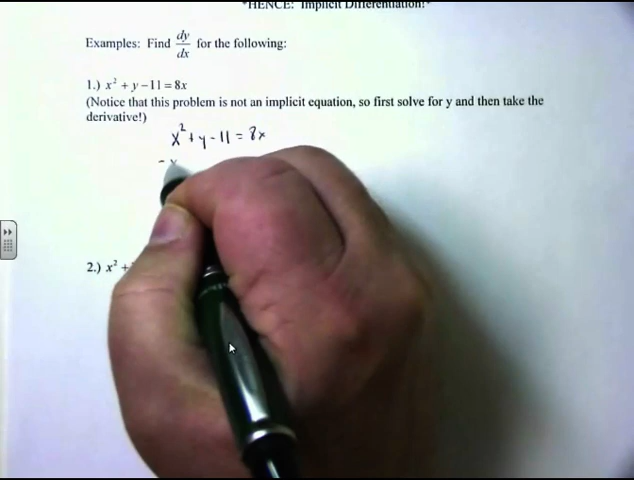 *HENCE: Implicit Differentiation!*
Examples: Find dy/dx for the following:
1.) x² + y − 11 = 8x
(Notice that this problem is not an implicit equation, so first solve for y and then take the
derivative!)
x² + y - 11 = 8x
- x
2.) x² +